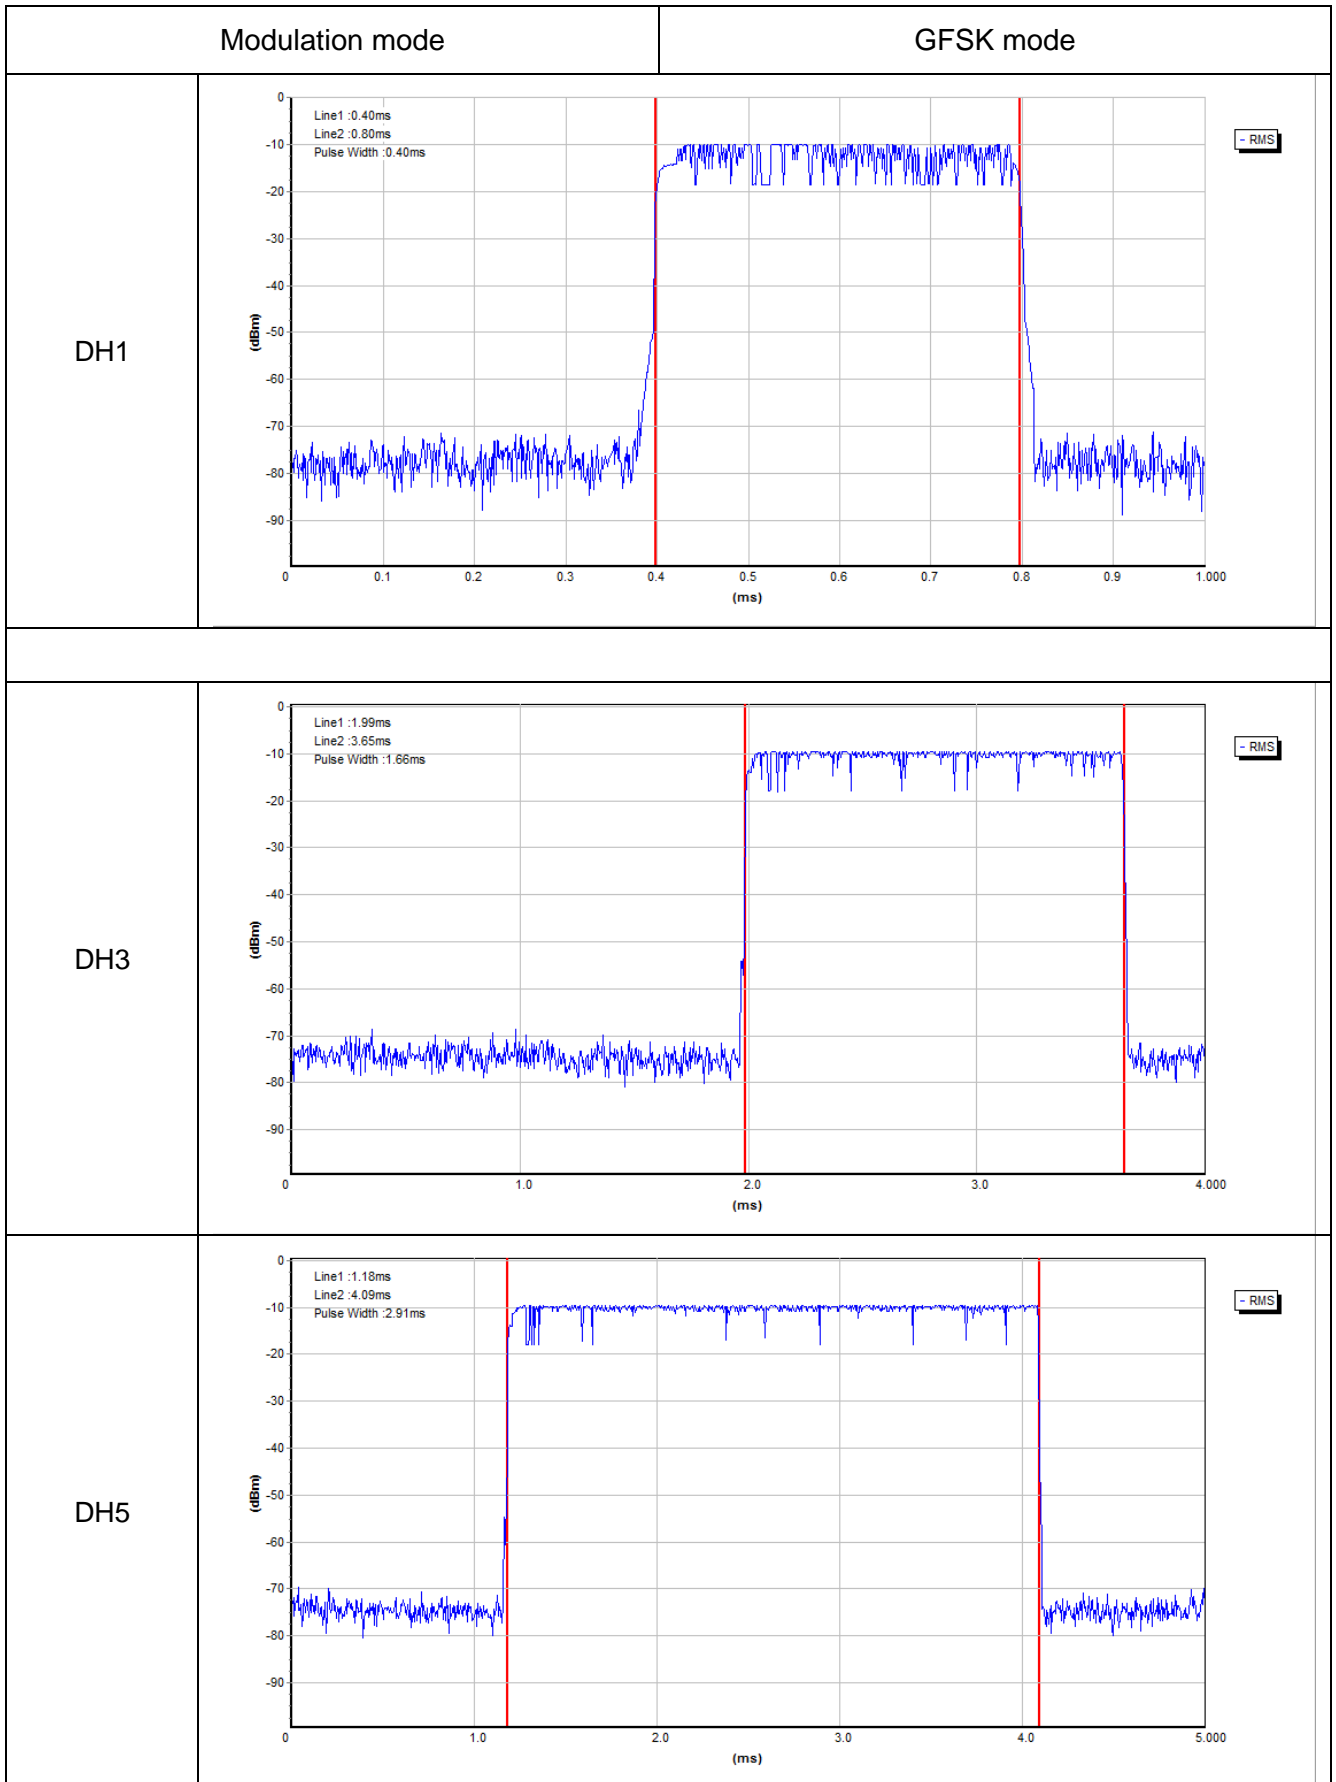 Modulation mode
GFSK mode
DH1
Line1 :0.40ms
Line2 :0.80ms
Pulse Width :0.40ms
- RMS
0
-10
-20
-30
-40
-50
-60
-70
-80
-90
(dBm)
0 0.1 0.2 0.3 0.4 0.5 0.6 0.7 0.8 0.9 1.000
(ms)
DH3
Line1 :1.99ms
Line2 :3.65ms
Pulse Width :1.66ms
- RMS
0
-10
-20
-30
-40
-50
-60
-70
-80
-90
(dBm)
0 1.0 2.0 3.0 4.000
(ms)
DH5
Line1 :1.18ms
Line2 :4.09ms
Pulse Width :2.91ms
- RMS
0
-10
-20
-30
-40
-50
-60
-70
-80
-90
(dBm)
0 1.0 2.0 3.0 4.0 5.000
(ms)